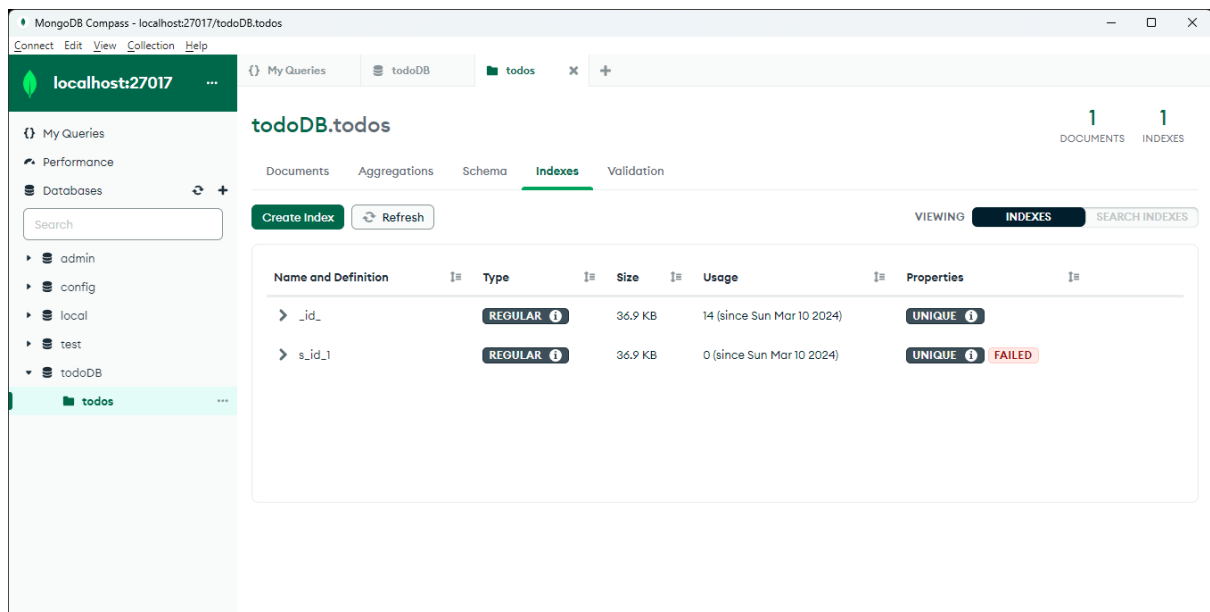 MongoDB Compass - localhost:27017/todoDB.todos
Connect Edit View Collection Help
localhost:27017 ...
{} My Queries
Performance
Databases
Search
admin
config
local
test
todoDB
todos ...
{} My Queries todoDB todos
todoDB.todos
1 DOCUMENTS 1 INDEXES
Documents Aggregations Schema Indexes Validation
Create Index Refresh VIEWING INDEXES SEARCH INDEXES
Name and Definition Type Size Usage Properties
_id_ REGULAR 36.9 KB 14 (since Sun Mar 10 2024) UNIQUE
s_id_1 REGULAR 36.9 KB 0 (since Sun Mar 10 2024) UNIQUE FAILED